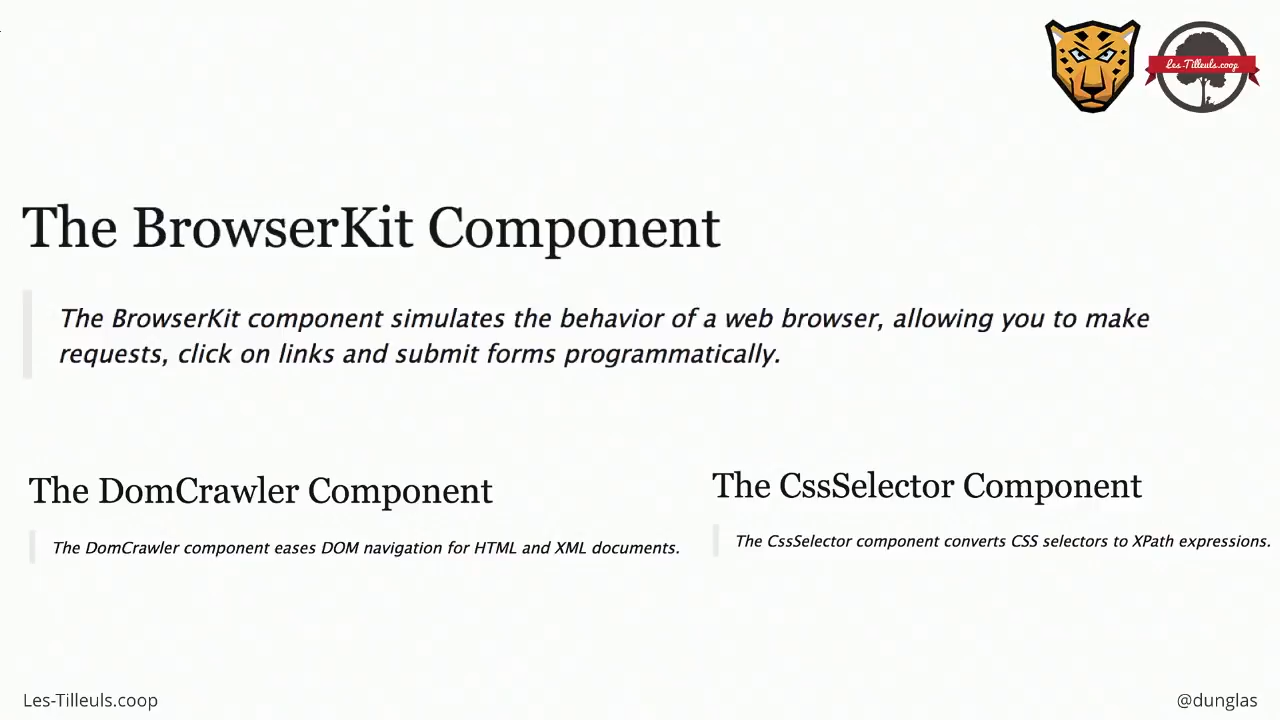 Les-Tilleuls.coop
The BrowserKit Component
The BrowserKit component simulates the behavior of a web browser, allowing you to make
requests, click on links and submit forms programmatically.
The DomCrawler Component
The DomCrawler component eases DOM navigation for HTML and XML documents.
The CssSelector Component
The CssSelector component converts CSS selectors to XPath expressions.
Les-Tilleuls.coop
@dunglas